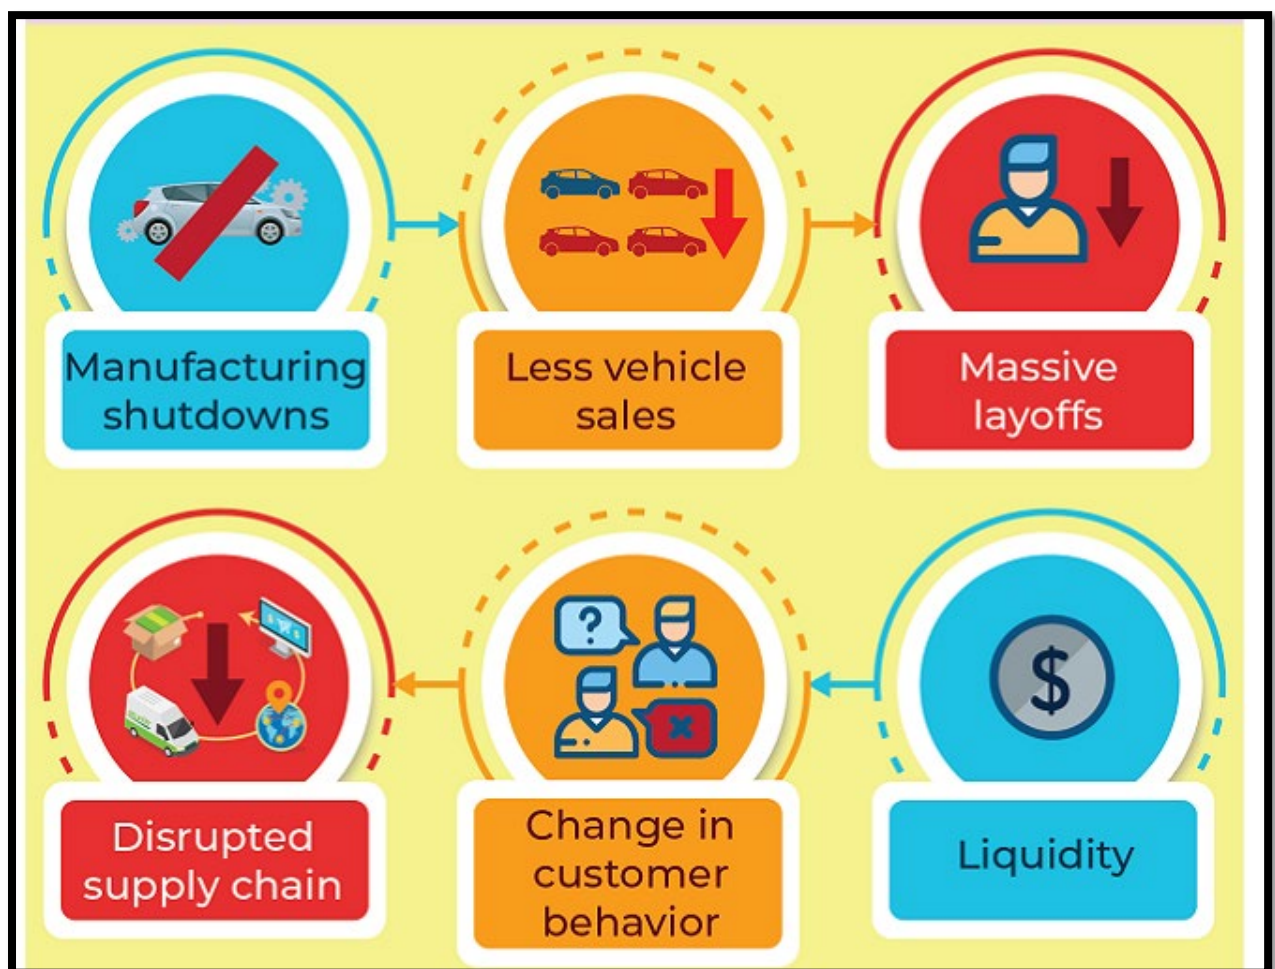 Manufacturing
shutdowns
Less vehicle
sales
Massive
layoffs
?
$
Disrupted
supply chain
Change in
customer
behavior
Liquidity